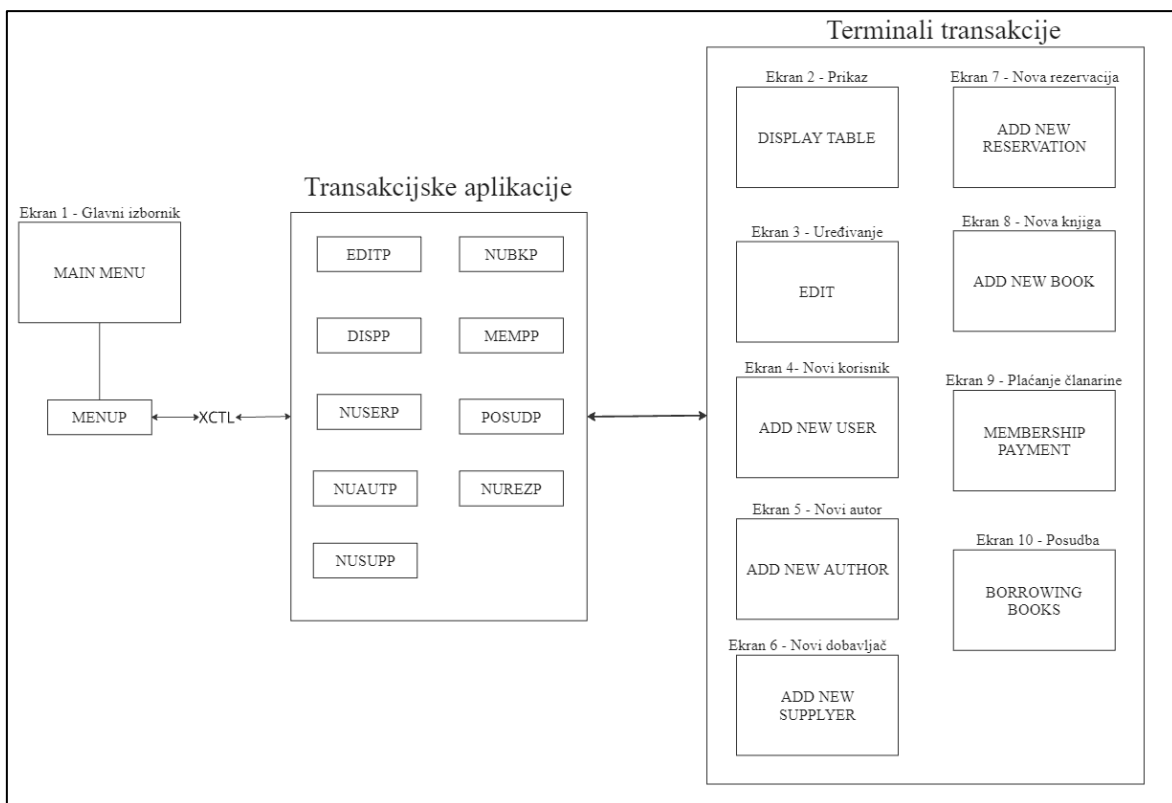 Ekran 1 - Glavni izbornik
MAIN MENU
MENUP
XCTL
Transakcijske aplikacije
EDITP
NUBKP
DISPP
MEMPP
NUSERP
POSUDP
NUAUTP
NUREZP
NUSUPP
Terminali transakcije
Ekran 2 - Prikaz
DISPLAY TABLE
Ekran 3 - Uređivanje
EDIT
Ekran 4- Novi korisnik
ADD NEW USER
Ekran 5 - Novi autor
ADD NEW AUTHOR
Ekran 6 - Novi dobavljač
ADD NEW
SUPPLYER
Ekran 7 - Nova rezervacija
ADD NEW
RESERVATION
Ekran 8 - Nova knjiga
ADD NEW BOOK
Ekran 9 - Plaćanje članarine
MEMBERSHIP
PAYMENT
Ekran 10 - Posudba
BORROWING
BOOKS